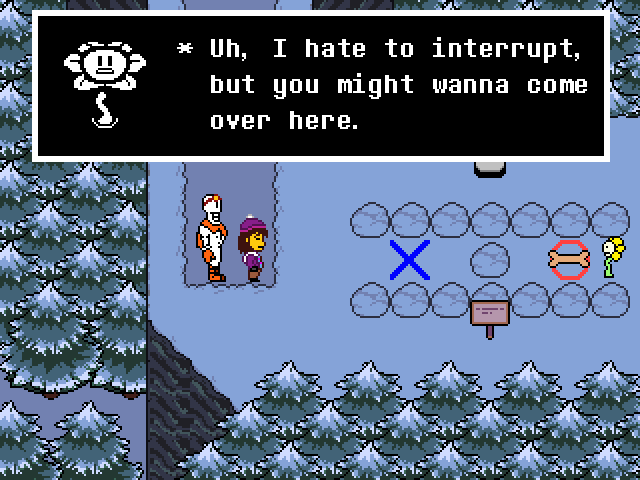 * Uh, I hate to interrupt,
but you might wanna come
over here.